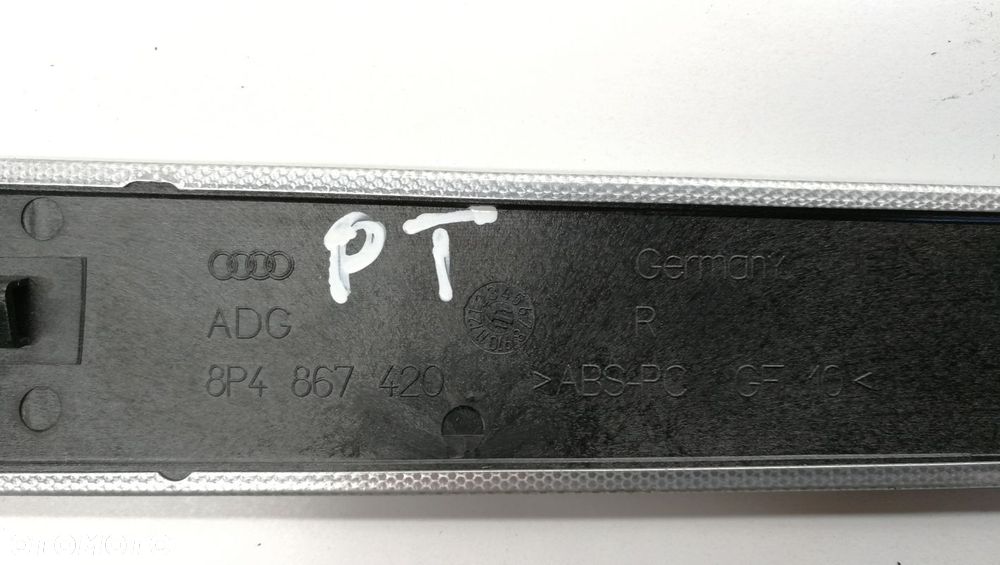 PT
Germany
ADG
R
8P4 867 420
>ABS-PC GF 10<